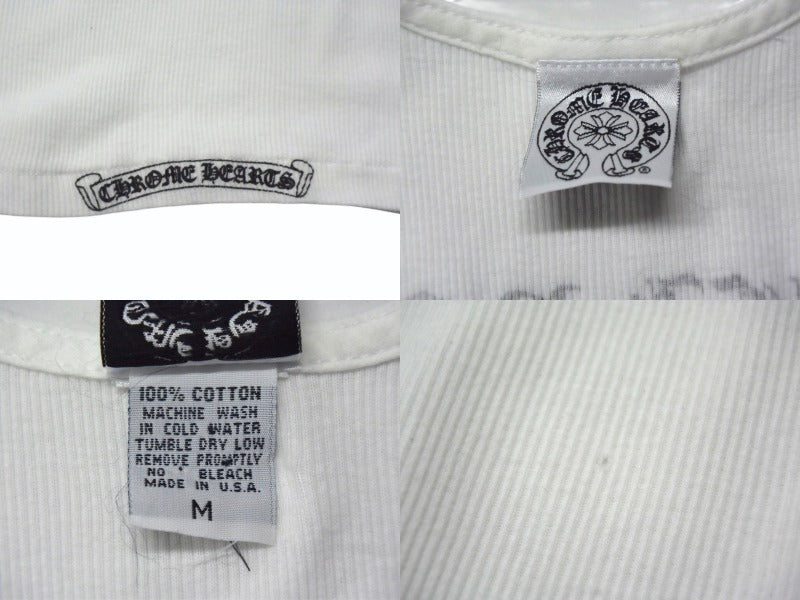 CHROME HEARTS
CHROME HEARTS
®
100% COTTON
MACHINE WASH
IN COLD WATER
TUMBLE DRY LOW
REMOVE PROMPTLY
NO BLEACH
MADE IN U.S.A.
M